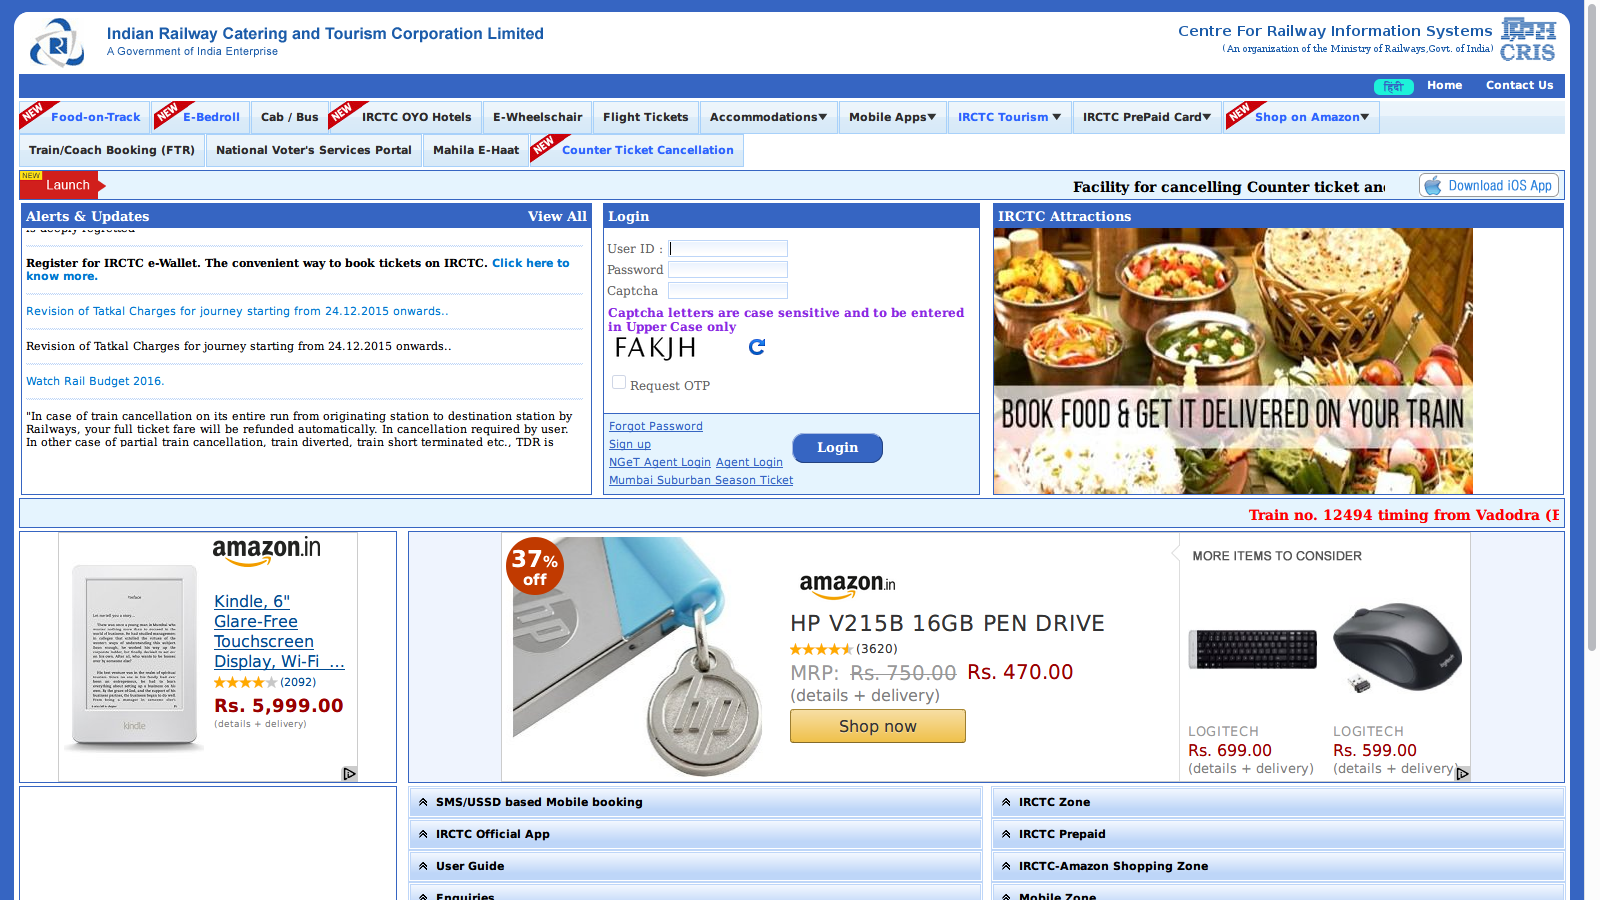 Indian Railway Catering and Tourism Corporation Limited
A Government of India Enterprise
Centre For Railway Information Systems
(An organization of the Ministry of Railways,Govt. of India)
CRIS
हिंदी Home Contact Us
NEW Food-on-Track NEW E-Bedroll Cab / Bus NEW IRCTC OYO Hotels E-Wheelschair Flight Tickets Accommodations▼ Mobile Apps▼ IRCTC Tourism ▼ IRCTC PrePaid Card▼ NEW Shop on Amazon▼
Train/Coach Booking (FTR) National Voter's Services Portal Mahila E-Haat NEW Counter Ticket Cancellation
NEW Launch Facility for cancelling Counter ticket an Download iOS App
Alerts & Updates View All
is deeply regretted
Register for IRCTC e-Wallet. The convenient way to book tickets on IRCTC. Click here to
know more.
Revision of Tatkal Charges for journey starting from 24.12.2015 onwards..
Revision of Tatkal Charges for journey starting from 24.12.2015 onwards..
Watch Rail Budget 2016.
"In case of train cancellation on its entire run from originating station to destination station by
Railways, your full ticket fare will be refunded automatically. In cancellation required by user.
In other case of partial train cancellation, train diverted, train short terminated etc., TDR is
Login
User ID :
Password
Captcha
Captcha letters are case sensitive and to be entered
in Upper Case only
FAKJH
Request OTP
Forgot Password
Sign up
NGeT Agent Login Agent Login
Mumbai Suburban Season Ticket
Login
IRCTC Attractions
BOOK FOOD & GET IT DELIVERED ON YOUR TRAIN
Train no. 12494 timing from Vadodra (
amazon.in
Kindle, 6"
Glare-Free
Touchscreen
Display, Wi-Fi ...
(2092)
Rs. 5,999.00
(details + delivery)
kindle
37%
off
hp
amazon.in
HP V215B 16GB PEN DRIVE
(3620)
MRP: Rs. 750.00 Rs. 470.00
(details + delivery)
Shop now
MORE ITEMS TO CONSIDER
LOGITECH
Rs. 699.00
(details + delivery)
LOGITECH
Rs. 599.00
(details + delivery)
SMS/USSD based Mobile booking
IRCTC Official App
User Guide
Enquiries
IRCTC Zone
IRCTC Prepaid
IRCTC-Amazon Shopping Zone
Mobile Zone